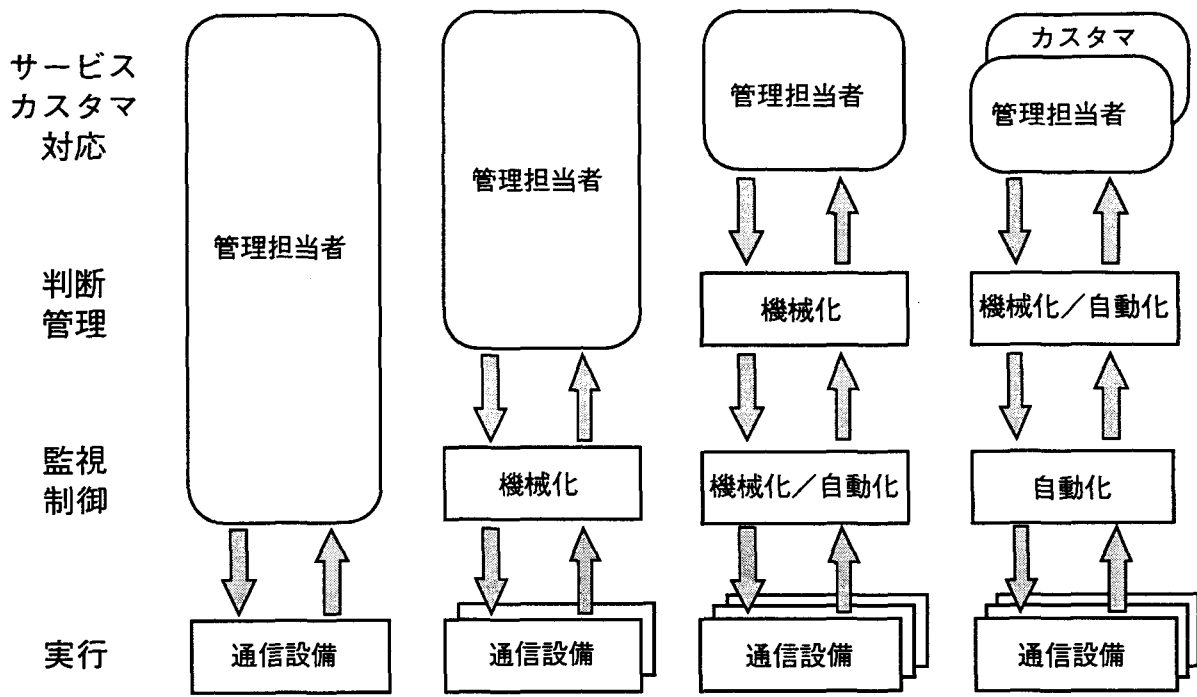 サービス
カスタマ
対応
判断
管理
監視
制御
実行
管理担当者
通信設備
管理担当者
機械化
通信設備
管理担当者
機械化
機械化／自動化
通信設備
カスタマ
管理担当者
機械化／自動化
自動化
通信設備